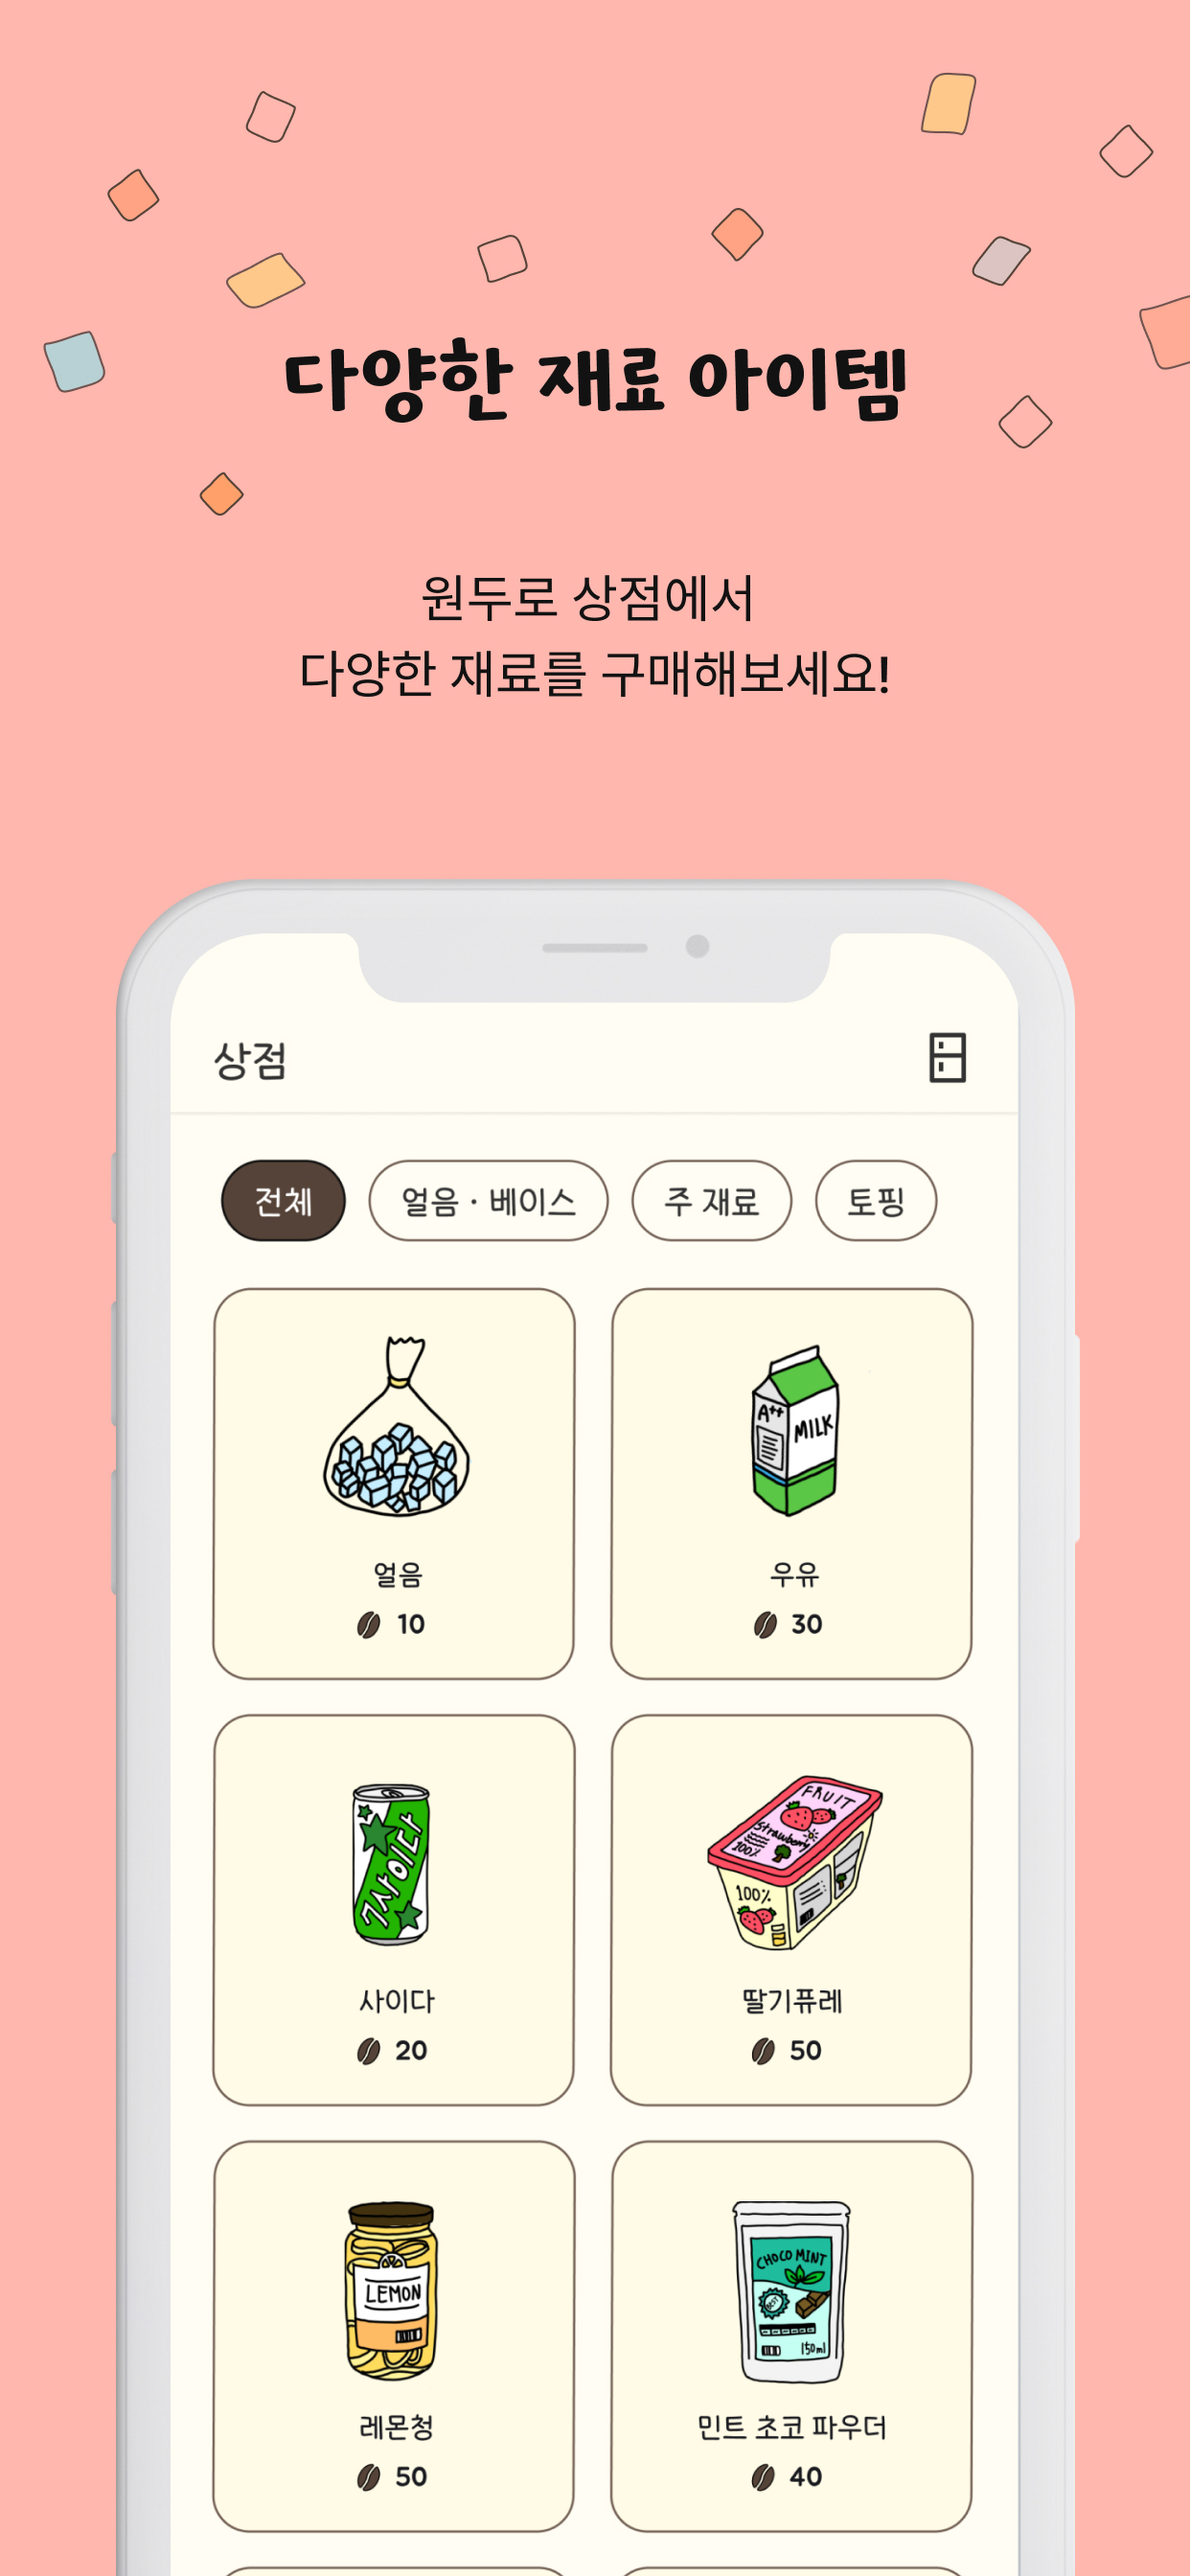 다양한 재료 아이템
원두로 상점에서
다양한 재료를 구매해보세요!
상점
전체
얼음 · 베이스
주 재료
토핑
A++
MILK
얼음
우유
10
30
7사이다
FRUIT
Strawberry
100%
100%
사이다
딸기퓨레
20
50
LEMON
CHOCO MINT
150ml
레몬청
민트 초코 파우더
50
40